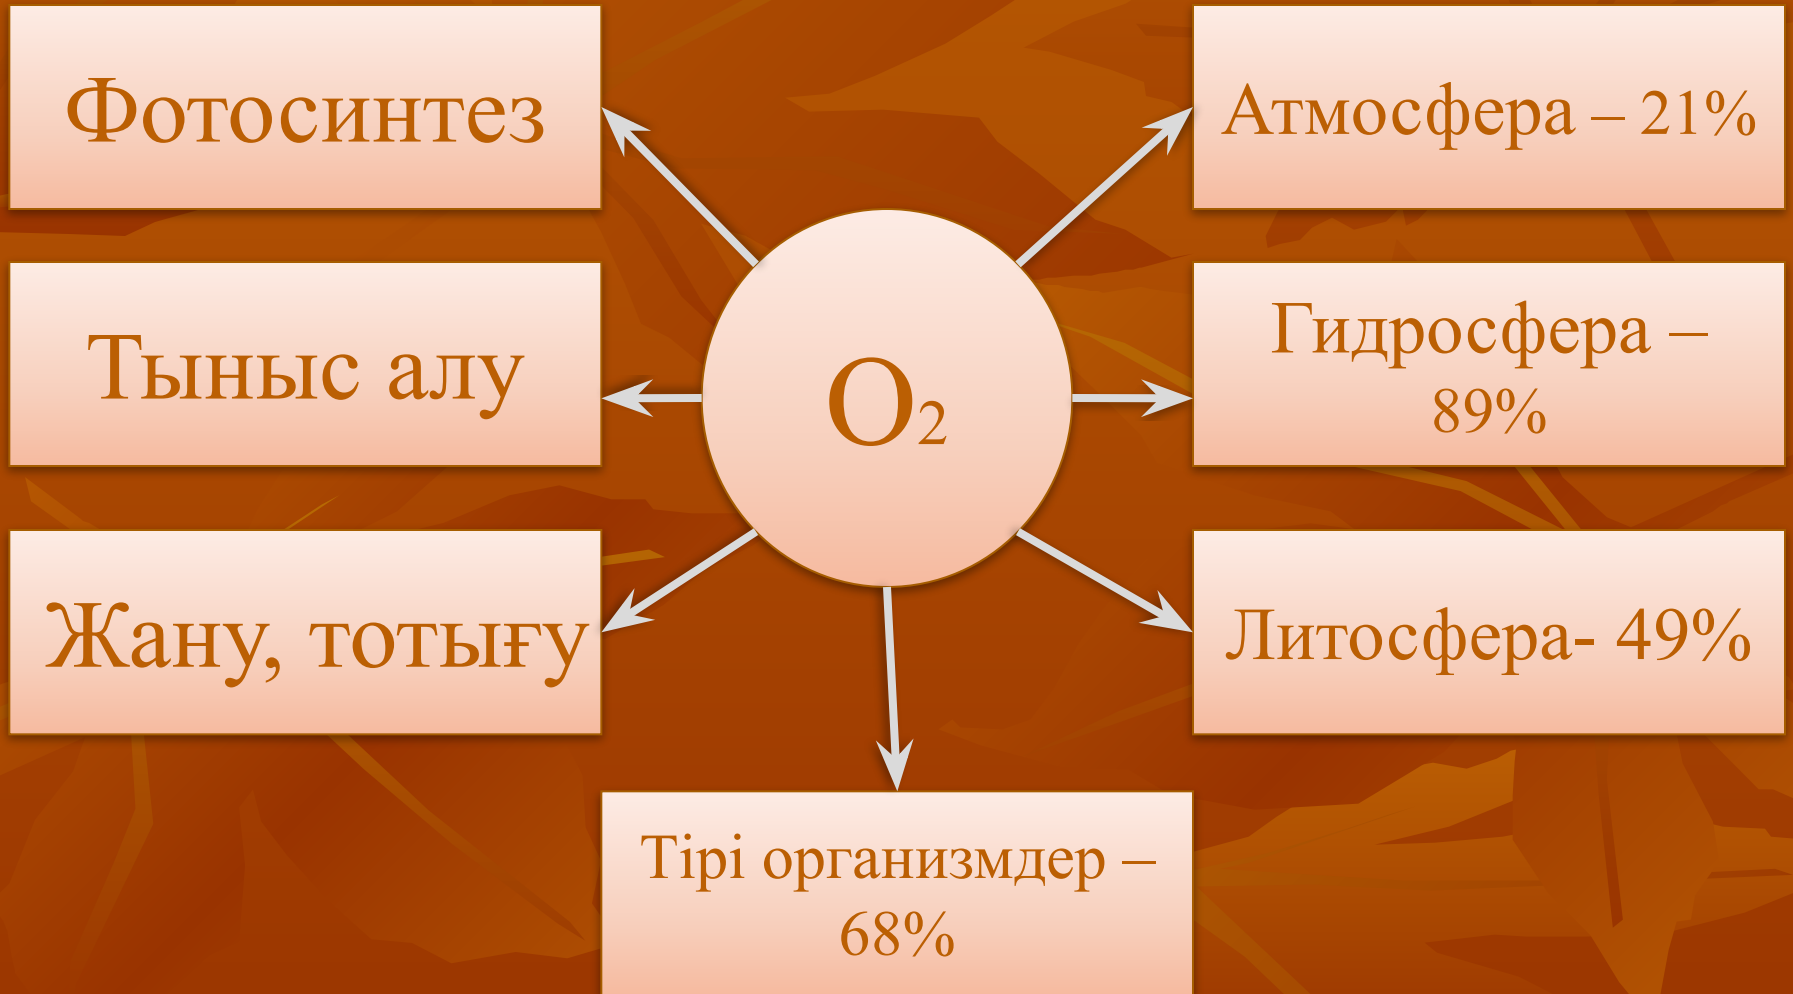 Фотосинтез
Атмосфера – 21%
Тыныс алу
O2
Гидросфера –
89%
Жану, тотығу
Литосфера- 49%
Тірі организмдер –
68%